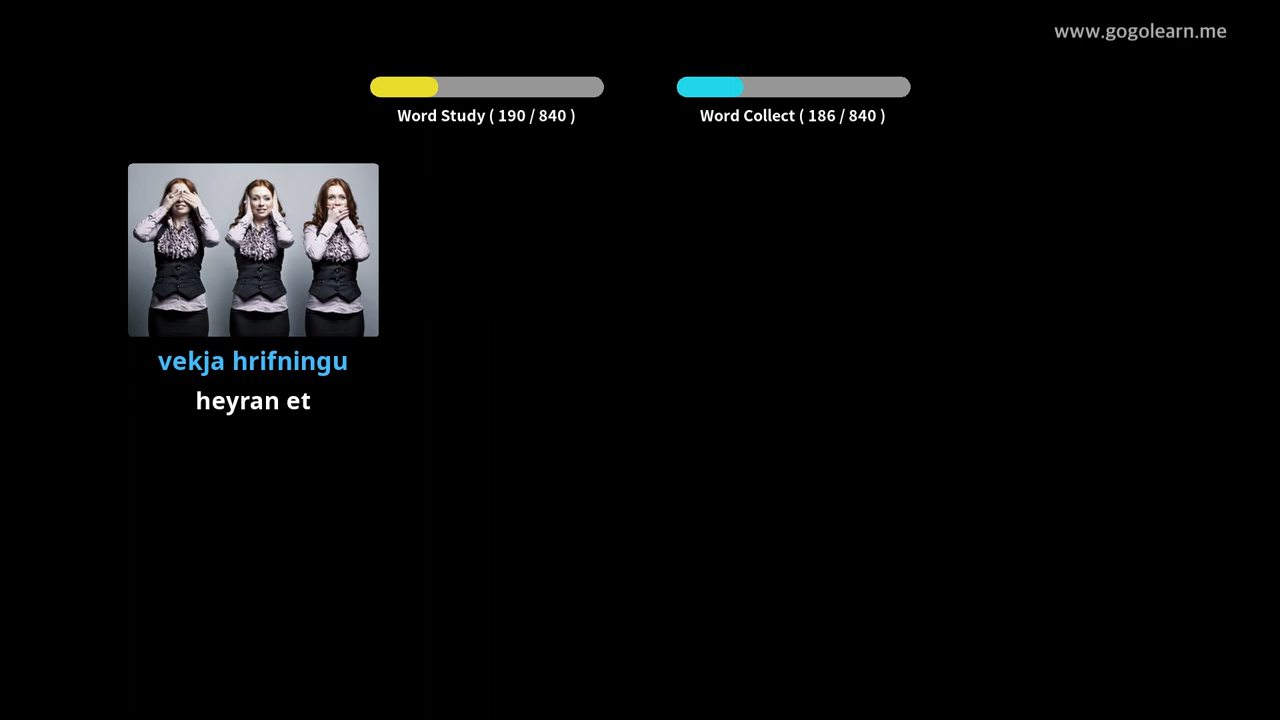 www.gogolearn.me
Word Study ( 190 / 840 )
Word Collect ( 186 / 840 )
vekja hrifningu
heyran et